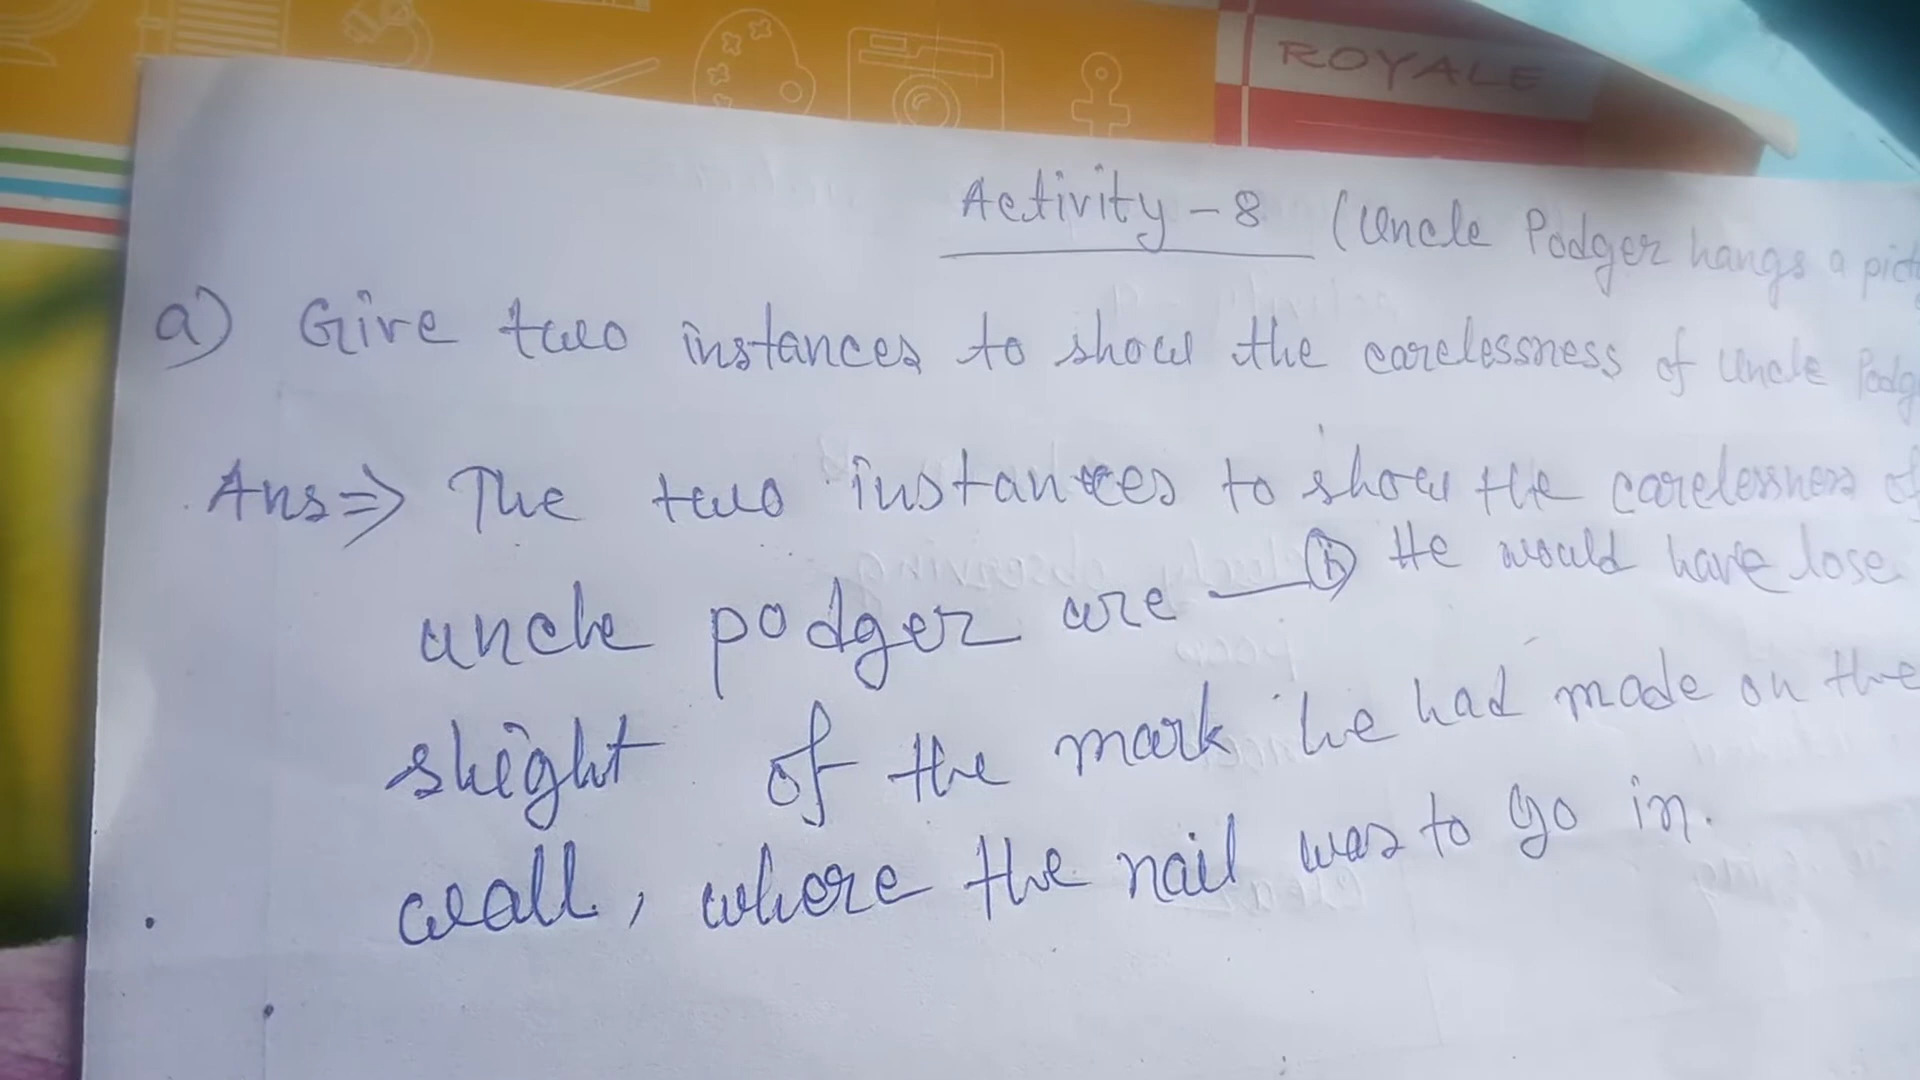 ROYALE
Activity - 8 (Uncle Podger hangs a pict
a) Give two instances to show the carelessness of Uncle Podg
Ans⇒ The two instances to show the carelessness of
uncle podger are — (i) He would have lose
slight of the mark he had made on the
wall, where the nail was to go in.